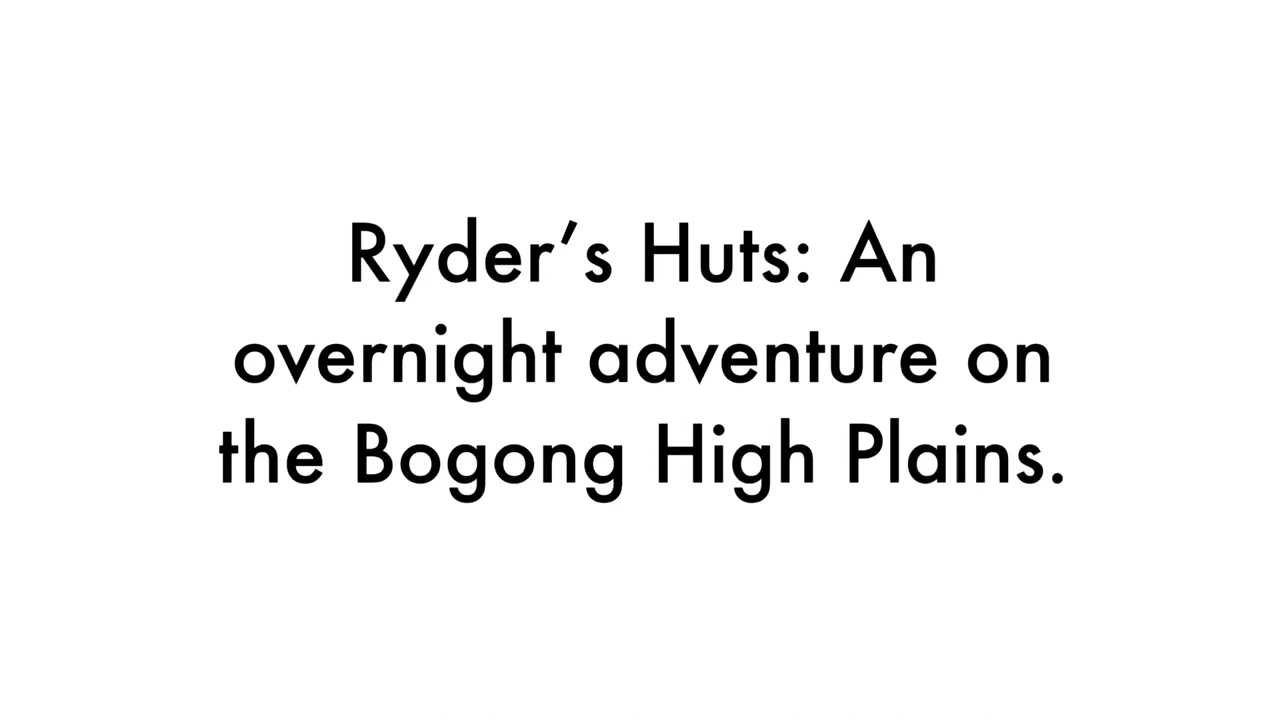 Ryder’s Huts: An
overnight adventure on
the Bogong High Plains.